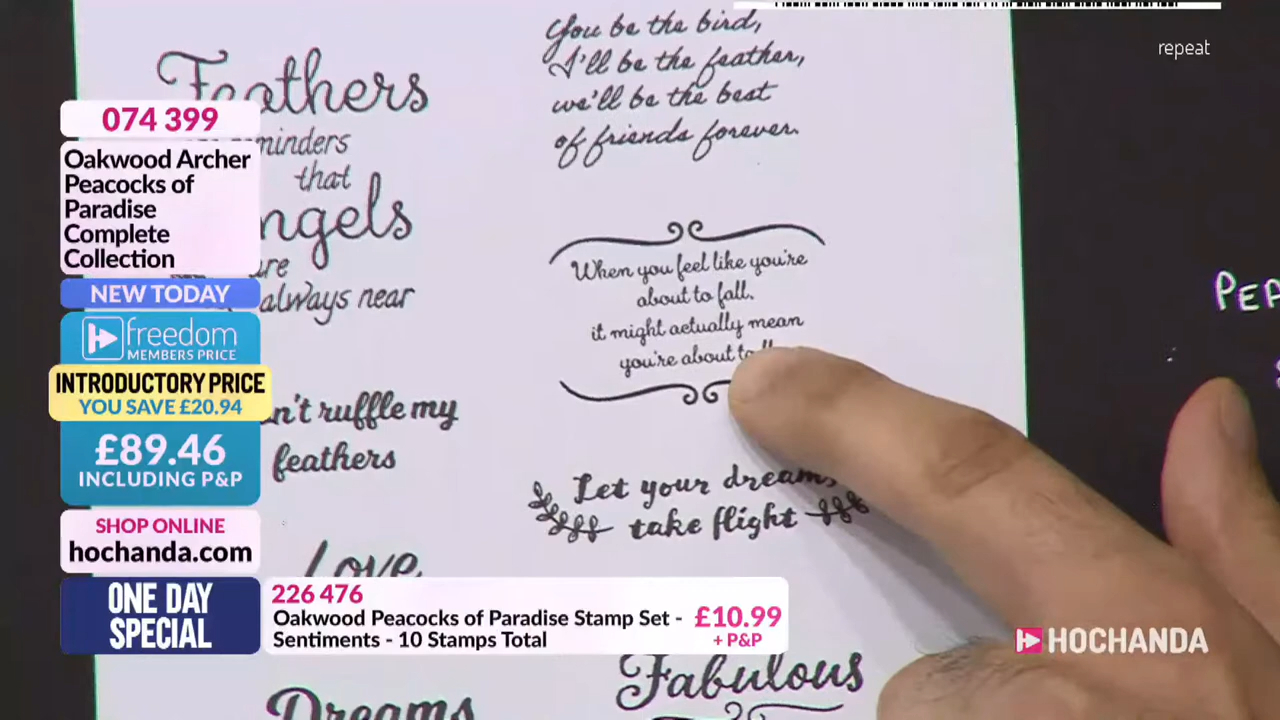 repeat
074 399
Oakwood Archer
Peacocks of
Paradise
Complete
Collection
NEW TODAY
freedom
MEMBERS PRICE
INTRODUCTORY PRICE
YOU SAVE £20.94
£89.46
INCLUDING P&P
SHOP ONLINE
hochanda.com
ONE DAY
SPECIAL
226 476
Oakwood Peacocks of Paradise Stamp Set -
Sentiments - 10 Stamps Total
£10.99
+ P&P
HOCHANDA
Feathers
that
always near
ruffle my
feathers
Love
Dreams
You be the bird,
I'll be the feather,
we'll be the best
of friends forever.
When you feel like you're
about to fall.
it might actually mean
you're about to
Let your dreams
take flight
Fabulous